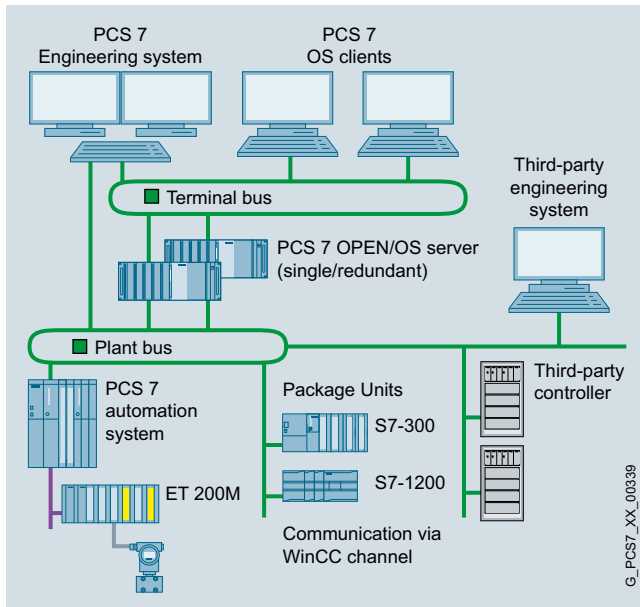 PCS 7
Engineering system
PCS 7
OS clients
Third-party
engineering
system
Terminal bus
PCS 7 OPEN/OS server
(single/redundant)
Plant bus
PCS 7
automation
system
Package Units
Third-party
controller
S7-300
ET 200M
S7-1200
Communication via
WinCC channel
G_PCS7_XX_00339